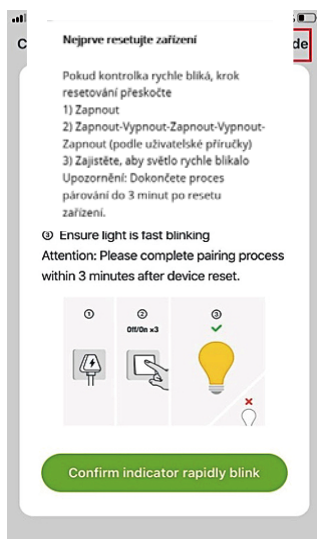 C
de
Nejprve resetujte zařízení
Pokud kontrolka rychle bliká, krok
resetování přeskočte
1) Zapnout
2) Zapnout-Vypnout-Zapnout-Vypnout-
Zapnout (podle uživatelské příručky)
3) Zajistěte, aby světlo rychle blikalo
Upozornění: Dokončete proces
párování do 3 minut po resetu
zařízení.
③ Ensure light is fast blinking
Attention: Please complete pairing process
within 3 minutes after device reset.
① ② ③
Off/On x3
Confirm indicator rapidly blink